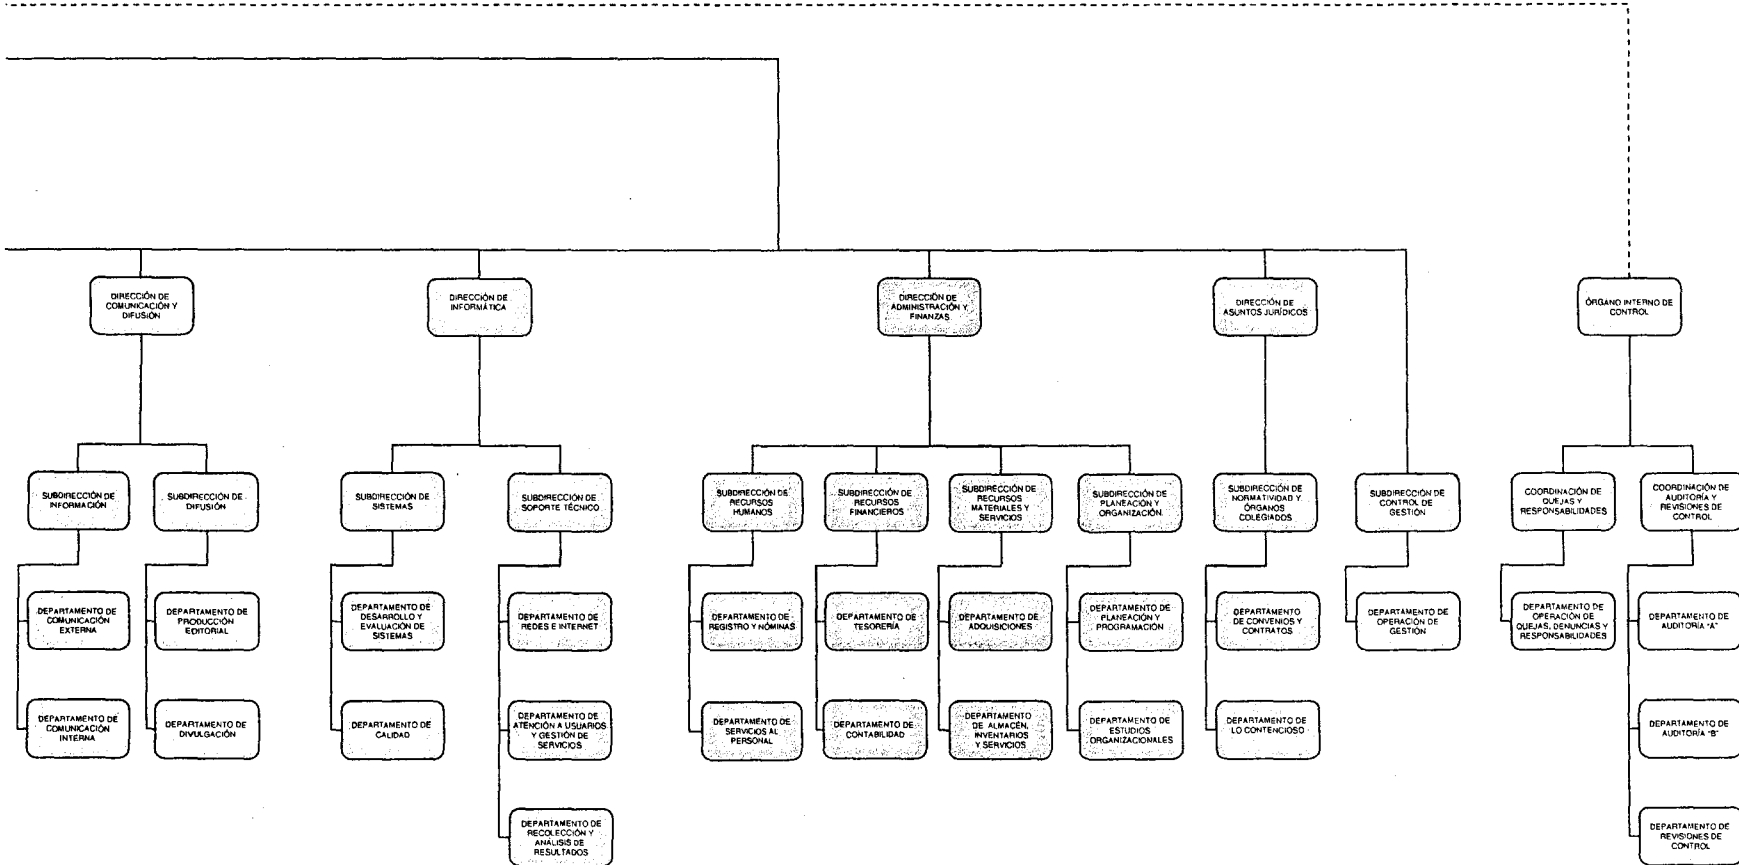 DIRECCIÓN DE
COMUNICACIÓN Y
DIFUSIÓN
DIRECCIÓN DE
INFORMÁTICA
DIRECCIÓN DE
ADMINISTRACIÓN Y
FINANZAS
DIRECCIÓN DE
ASUNTOS JURÍDICOS
ÓRGANO INTERNO DE
CONTROL
SUBDIRECCIÓN DE
INFORMACIÓN
SUBDIRECCIÓN DE
DIFUSIÓN
SUBDIRECCIÓN DE
SISTEMAS
SUBDIRECCIÓN DE
SOPORTE TÉCNICO
SUBDIRECCIÓN DE
RECURSOS
HUMANOS
SUBDIRECCIÓN DE
RECURSOS
FINANCIEROS
SUBDIRECCIÓN DE
RECURSOS
MATERIALES Y
SERVICIOS
SUBDIRECCIÓN DE
PLANEACIÓN Y
ORGANIZACIÓN
SUBDIRECCIÓN DE
NORMATIVIDAD Y
ÓRGANOS
COLEGIADOS
SUBDIRECCIÓN DE
CONTROL DE
GESTIÓN
COORDINACIÓN DE
QUEJAS Y
RESPONSABILIDADES
COORDINACIÓN DE
AUDITORÍA Y
REVISIONES DE
CONTROL
DEPARTAMENTO DE
COMUNICACIÓN
EXTERNA
DEPARTAMENTO DE
PRODUCCIÓN
EDITORIAL
DEPARTAMENTO DE
DESARROLLO Y
EVALUACIÓN DE
SISTEMAS
DEPARTAMENTO DE
REDES E INTERNET
DEPARTAMENTO DE
REGISTRO Y NÓMINAS
DEPARTAMENTO DE
TESORERÍA
DEPARTAMENTO
DE ADQUISICIONES
DEPARTAMENTO DE
PLANEACIÓN Y
PROGRAMACIÓN
DEPARTAMENTO
DE CONVENIOS Y
CONTRATOS
DEPARTAMENTO DE
OPERACIÓN DE
GESTIÓN
DEPARTAMENTO DE
OPERACIÓN DE
QUEJAS, DENUNCIAS Y
RESPONSABILIDADES
DEPARTAMENTO DE
AUDITORÍA "A"
DEPARTAMENTO DE
COMUNICACIÓN
INTERNA
DEPARTAMENTO DE
DIVULGACIÓN
DEPARTAMENTO DE
CALIDAD
DEPARTAMENTO DE
ATENCIÓN A USUARIOS
Y GESTIÓN DE
SERVICIOS
DEPARTAMENTO DE
SERVICIOS AL
PERSONAL
DEPARTAMENTO DE
CONTABILIDAD
DEPARTAMENTO
DE ALMACÉN,
INVENTARIOS
Y SERVICIOS
DEPARTAMENTO DE
ESTUDIOS
ORGANIZACIONALES
DEPARTAMENTO DE
LO CONTENCIOSO
DEPARTAMENTO DE
AUDITORÍA "B"
DEPARTAMENTO DE
RECOLECCIÓN Y
ANÁLISIS DE
RESULTADOS
DEPARTAMENTO DE
REVISIONES DE
CONTROL